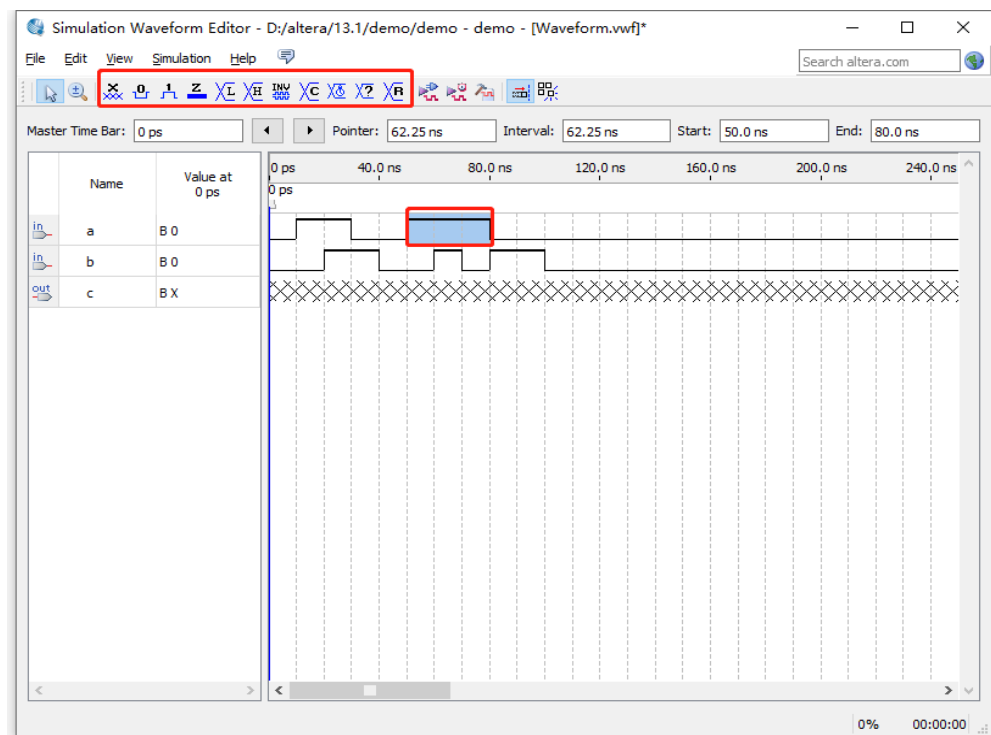 Simulation Waveform Editor - D:/altera/13.1/demo/demo - demo - [Waveform.vwf]*
File Edit View Simulation Help Search altera.com
X 0 1 Z L H INV C ? R
Master Time Bar: 0 ps Pointer: 62.25 ns Interval: 62.25 ns Start: 50.0 ns End: 80.0 ns
Name Value at 0 ps
0 ps 40.0 ns 80.0 ns 120.0 ns 160.0 ns 200.0 ns 240.0 ns
0 ps
in a B 0
in b B 0
out c B X
0% 00:00:00